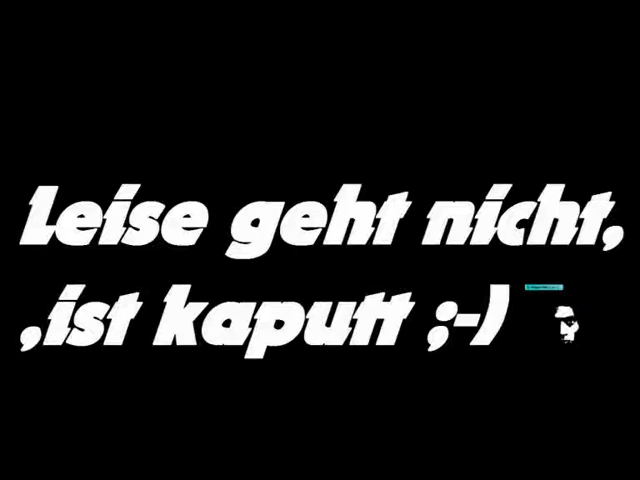 Leise geht nicht,
,ist kaputt ;-)